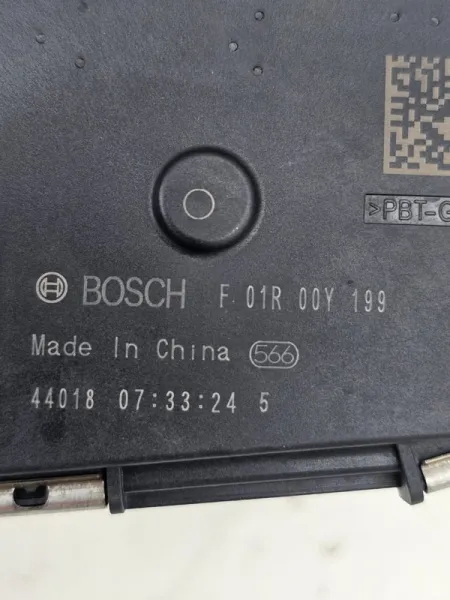 >PBT-G
BOSCH F 01R 00Y 199
Made In China 566
44018 07:33:24 5